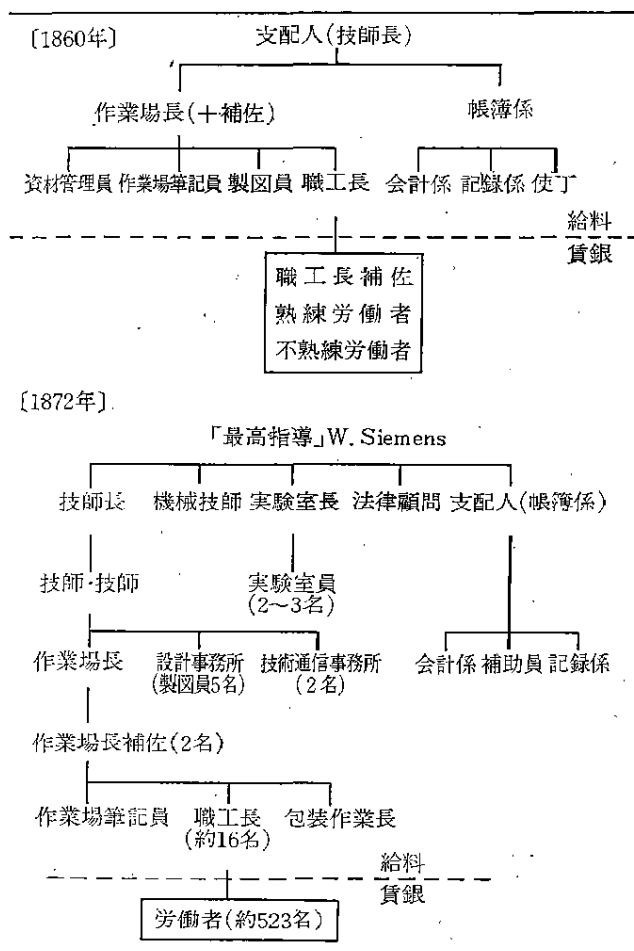 〔1860年〕
支配人(技師長)
作業場長(+補佐) 帳簿係
資材管理員 作業場筆記員 製図員 職工長 会計係 記録係 使丁
給料
賃銀
職工長補佐
熟練労働者
不熟練労働者
〔1872年〕
「最高指導」W. Siemens
技師長 機械技師 実験室長 法律顧問 支配人(帳簿係)
技師・技師 実験室員
(2～3名)
作業場長 設計事務所 技術通信事務所 会計係 補助員 記録係
(製図員5名) (2名)
作業場長補佐(2名)
作業場筆記員 職工長 包装作業長
(約16名)
給料
賃銀
労働者(約523名)